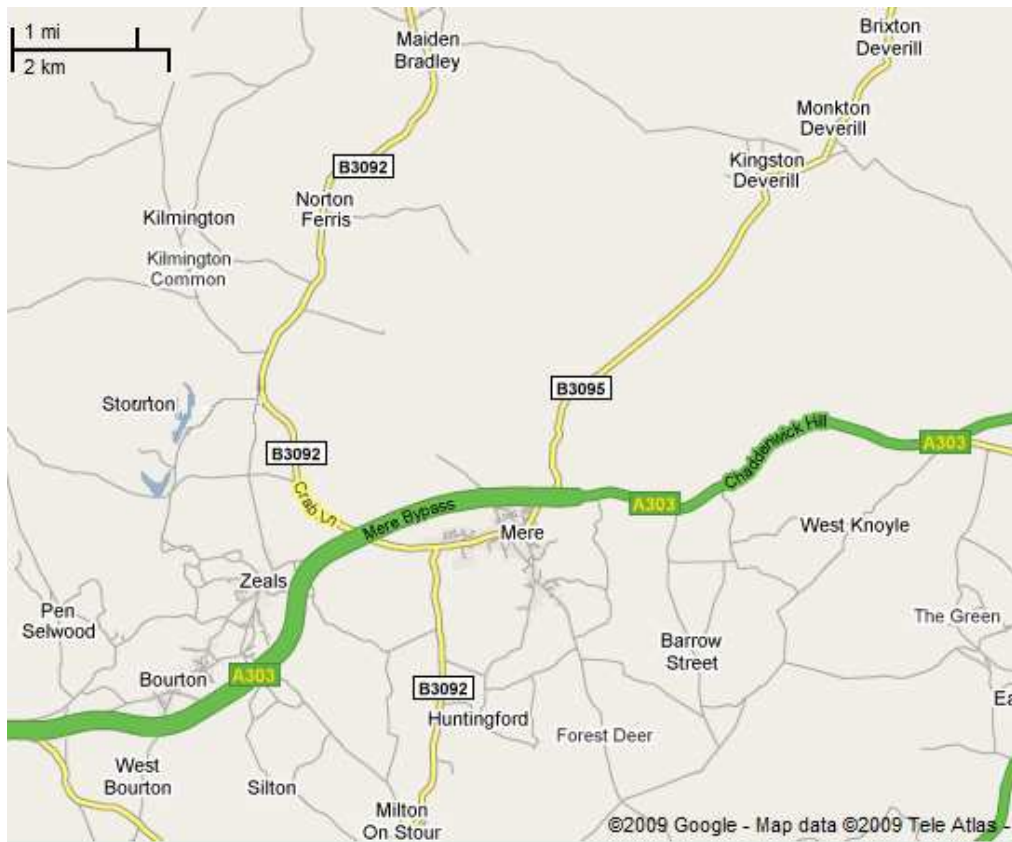 1 mi
2 km
Maiden
Bradley
Brixton
Deverill
Monkton
Deverill
B3092
Kingston
Deverill
Norton
Ferris
Kilmington
Kilmington
Common
B3095
Stourton
Chaddenwick Hill
A303
B3092
Crab
Mere Bypass
A303
West Knoyle
Mere
Zeals
Pen
Selwood
The Green
Barrow
Street
A303
Bourton
B3092
Huntingford
Forest Deer
West
Bourton
Silton
Milton
On Stour
©2009 Google - Map data ©2009 Tele Atlas -